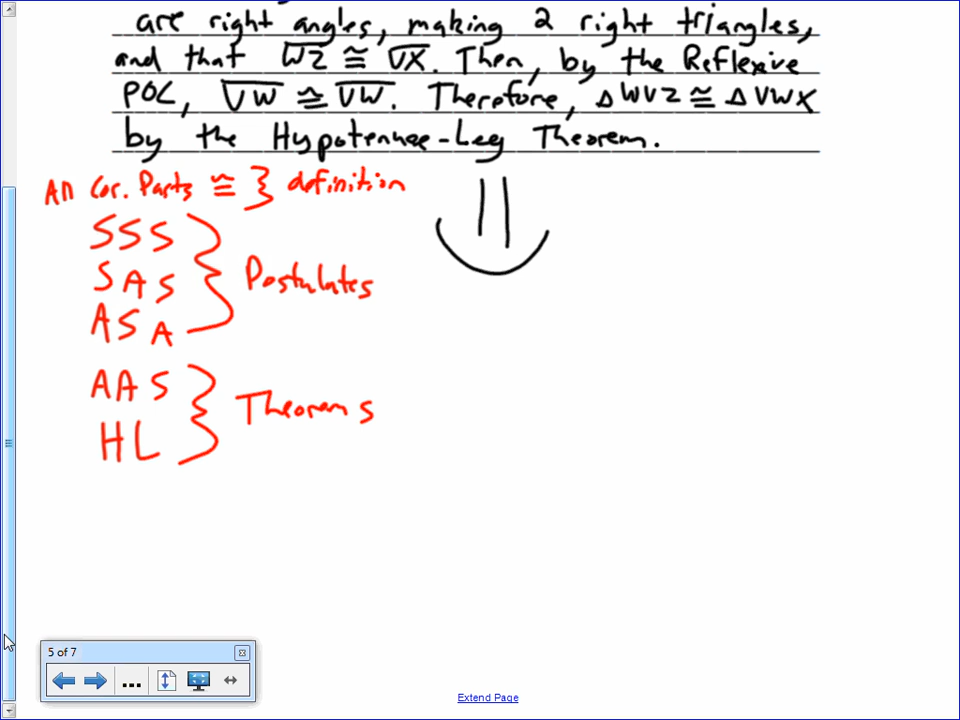 are right angles, making 2 right triangles,
and that WZ ≅ VX. Then, by the Reflexive
POC, VW ≅ VW. Therefore, △WVZ ≅ △VWX
by the Hypotenuse-Leg Theorem.
All Cor. Parts ≅ } definition
SSS
SAS } Postulates
ASA
AAS } Theorems
HL
5 of 7
...
Extend Page